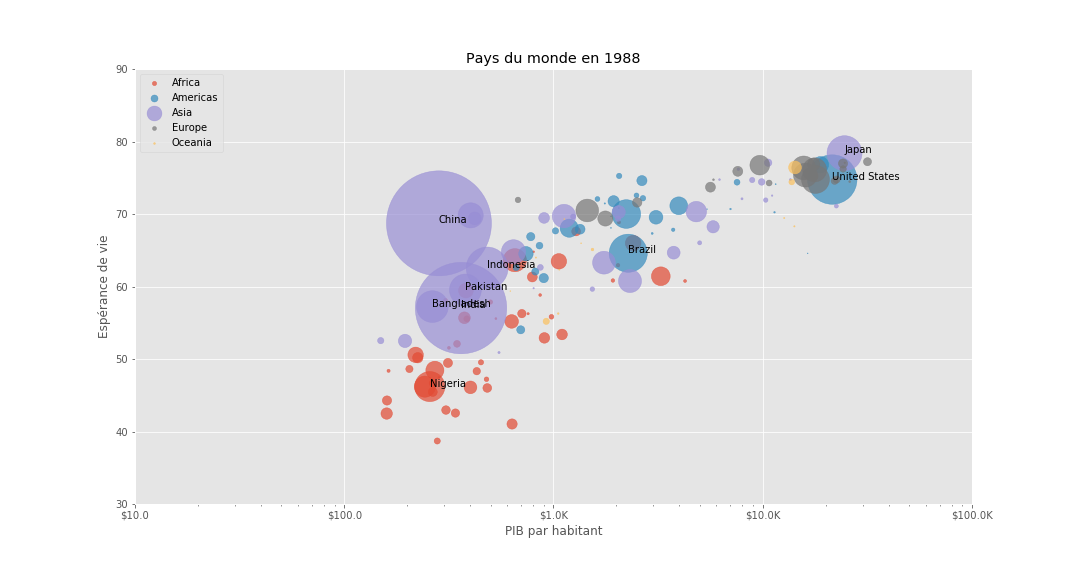 Pays du monde en 1988
90
80
70
60
50
40
30
Espérance de vie
Africa
Americas
Asia
Europe
Oceania
Japan
United States
China
Brazil
Indonesia
Pakistan
Bangladesh
India
Nigeria
$10.0
$100.0
$1.0K
$10.0K
$100.0K
PIB par habitant